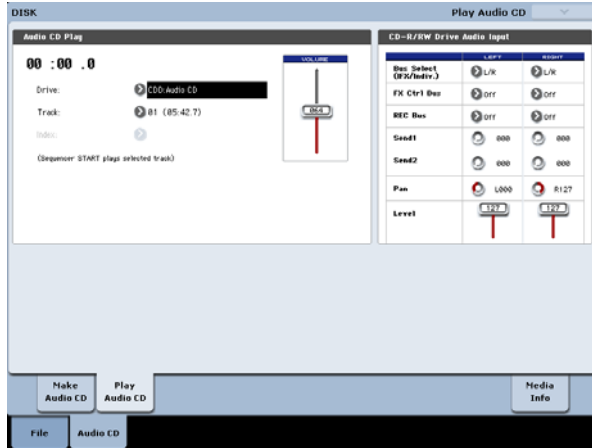 DISK
Play Audio CD
Audio CD Play
00 :00 .0
VOLUME
064
Drive:
CDD:Audio CD
Track:
01 (05:42.7)
Index:
(Sequencer START plays selected track)
CD-R/RW Drive Audio Input
LEFT RIGHT
Bus Select (IFX/Indiv.) L/R L/R
FX Ctrl Bus Off Off
REC Bus Off Off
Send1 000 000
Send2 000 000
Pan L000 R127
Level 127 127
Make Audio CD
Play Audio CD
Media Info
File
Audio CD